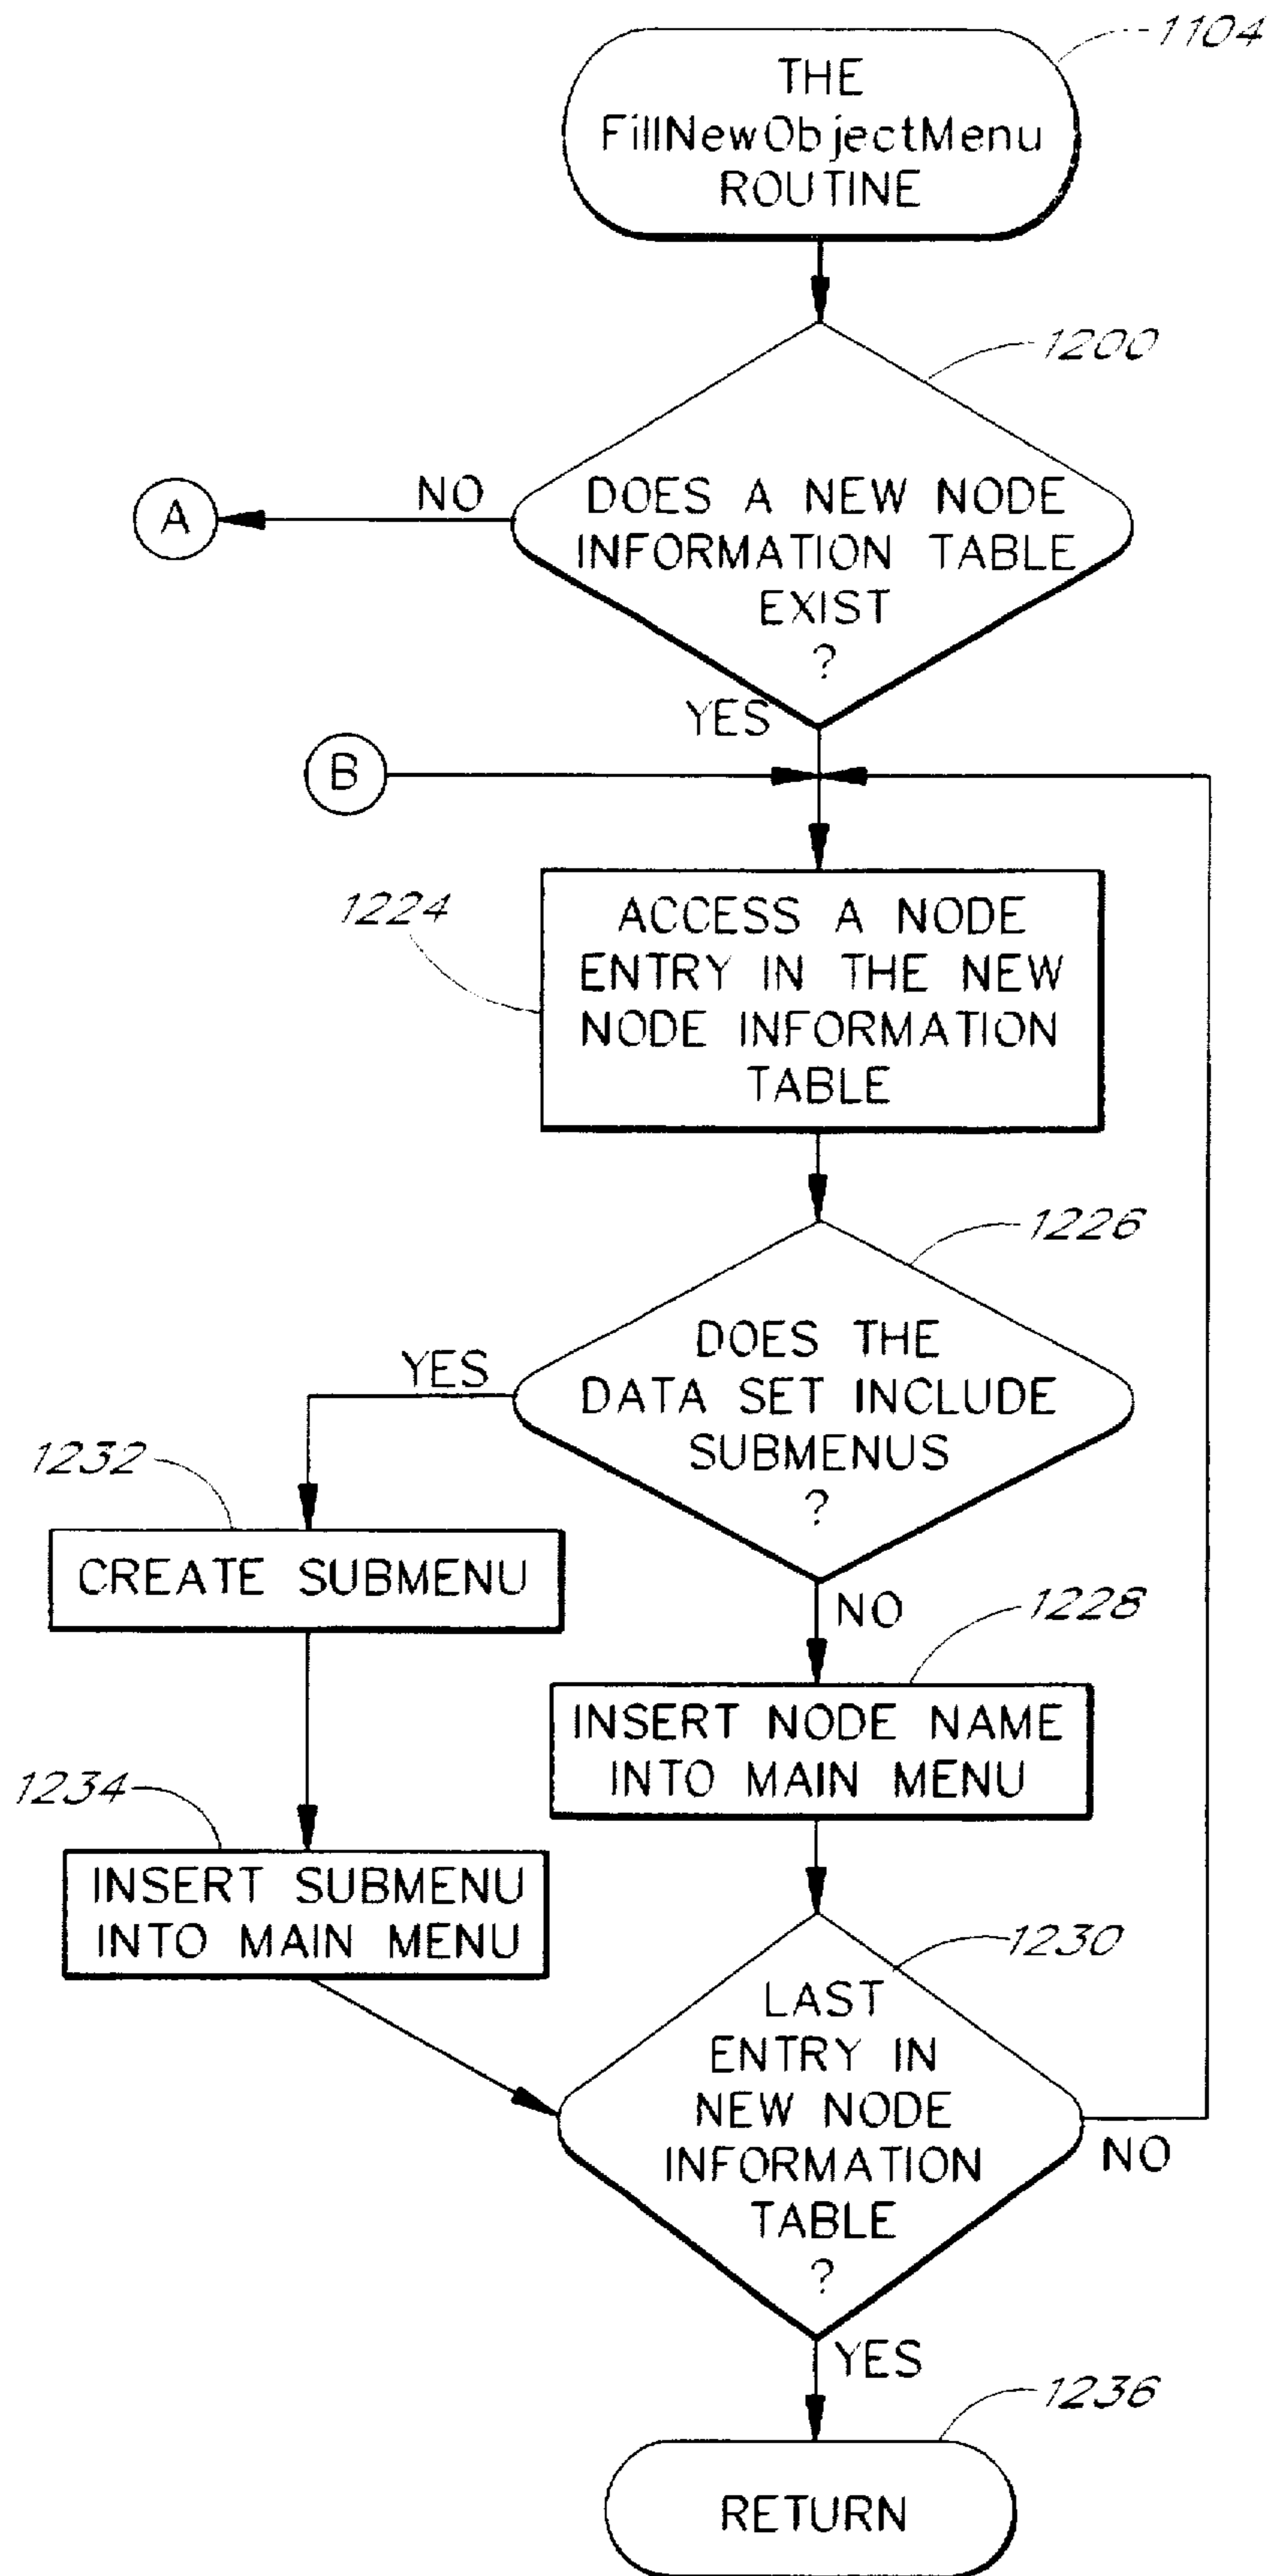 1104
THE
FillNewObjectMenu
ROUTINE
1200
DOES A NEW NODE
INFORMATION TABLE
EXIST
?
NO
A
YES
B
1224
ACCESS A NODE
ENTRY IN THE NEW
NODE INFORMATION
TABLE
1226
DOES THE
DATA SET INCLUDE
SUBMENUS
?
YES
1232
CREATE SUBMENU
NO
1228
INSERT NODE NAME
INTO MAIN MENU
1234
INSERT SUBMENU
INTO MAIN MENU
1230
LAST
ENTRY IN
NEW NODE
INFORMATION
TABLE
?
NO
YES
1236
RETURN